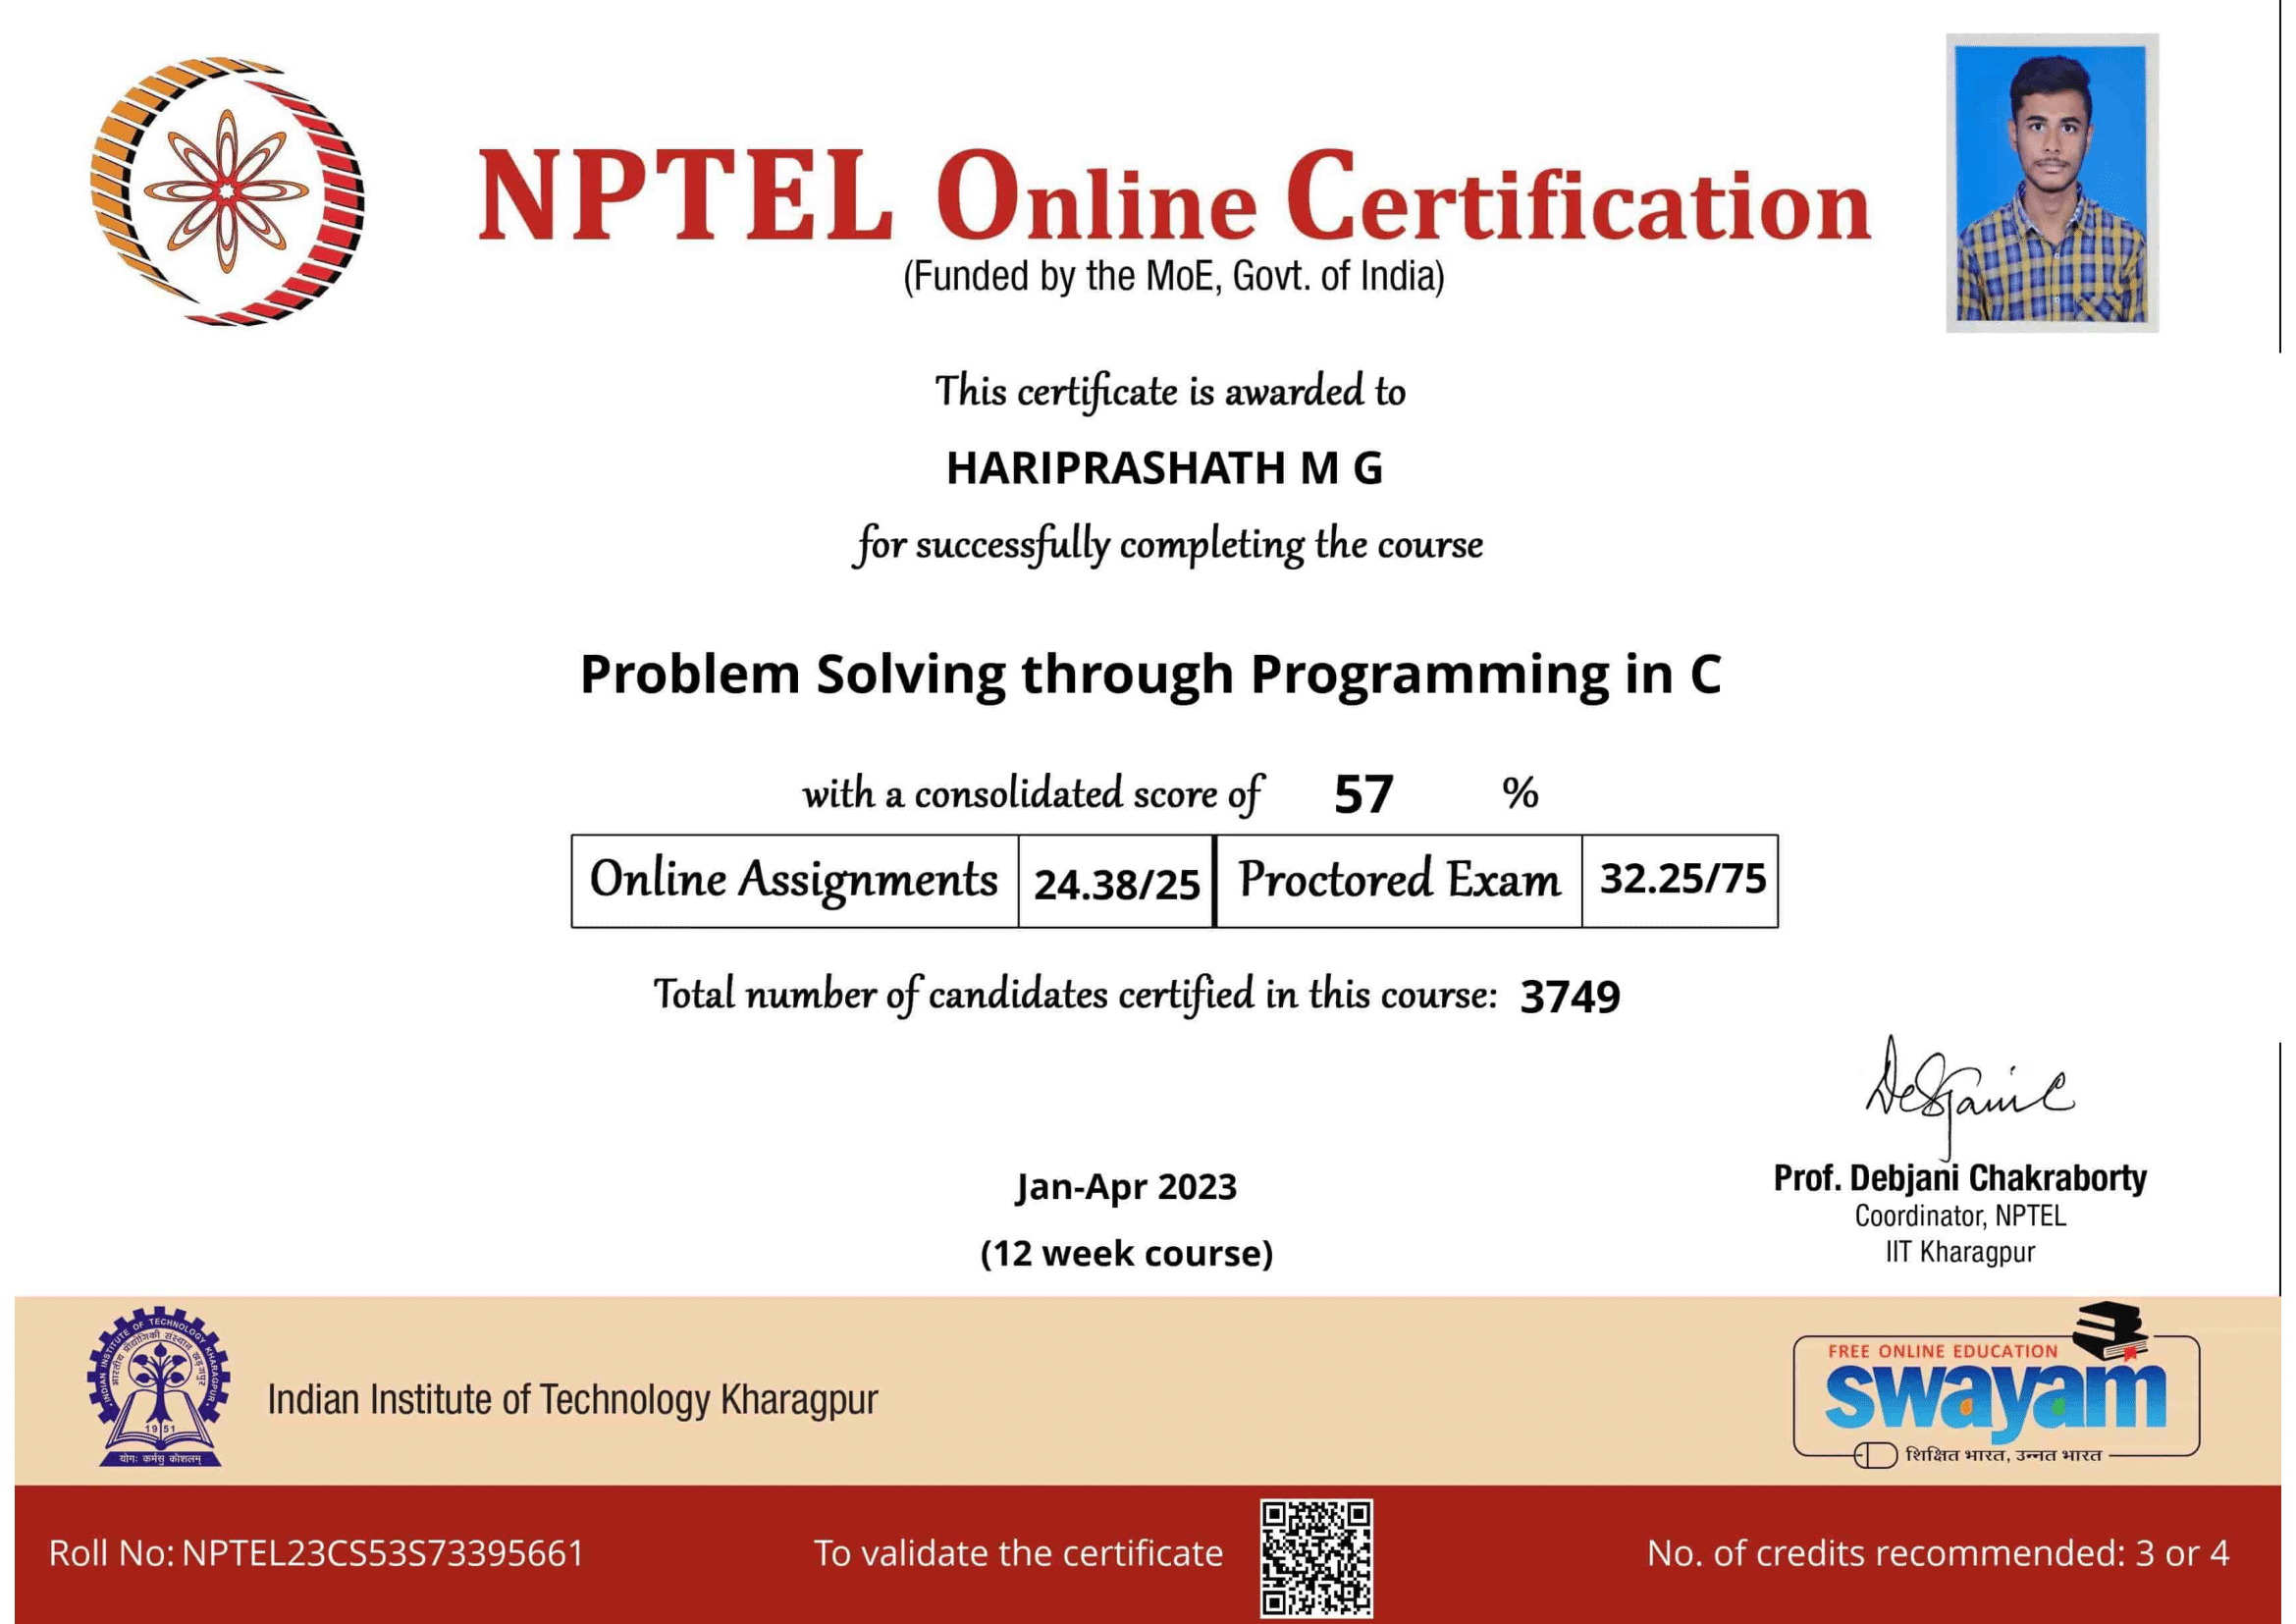 NPTEL Online Certification
(Funded by the MoE, Govt. of India)
This certificate is awarded to
HARIPRASHATH M G
for successfully completing the course
Problem Solving through Programming in C
with a consolidated score of 57 %
Online Assignments 24.38/25 Proctored Exam 32.25/75
Total number of candidates certified in this course: 3749
Prof. Debjani Chakraborty
Coordinator, NPTEL
IIT Kharagpur
Jan-Apr 2023
(12 week course)
INDIAN INSTITUTE OF TECHNOLOGY KHARAGPUR
भारतीय प्रौद्योगिकी संस्थान खड़गपुर
1951
योगः कर्मसु कौशलम्
Indian Institute of Technology Kharagpur
FREE ONLINE EDUCATION
swayam
शिक्षित भारत, उन्नत भारत
Roll No: NPTEL23CS53S73395661
To validate the certificate
No. of credits recommended: 3 or 4